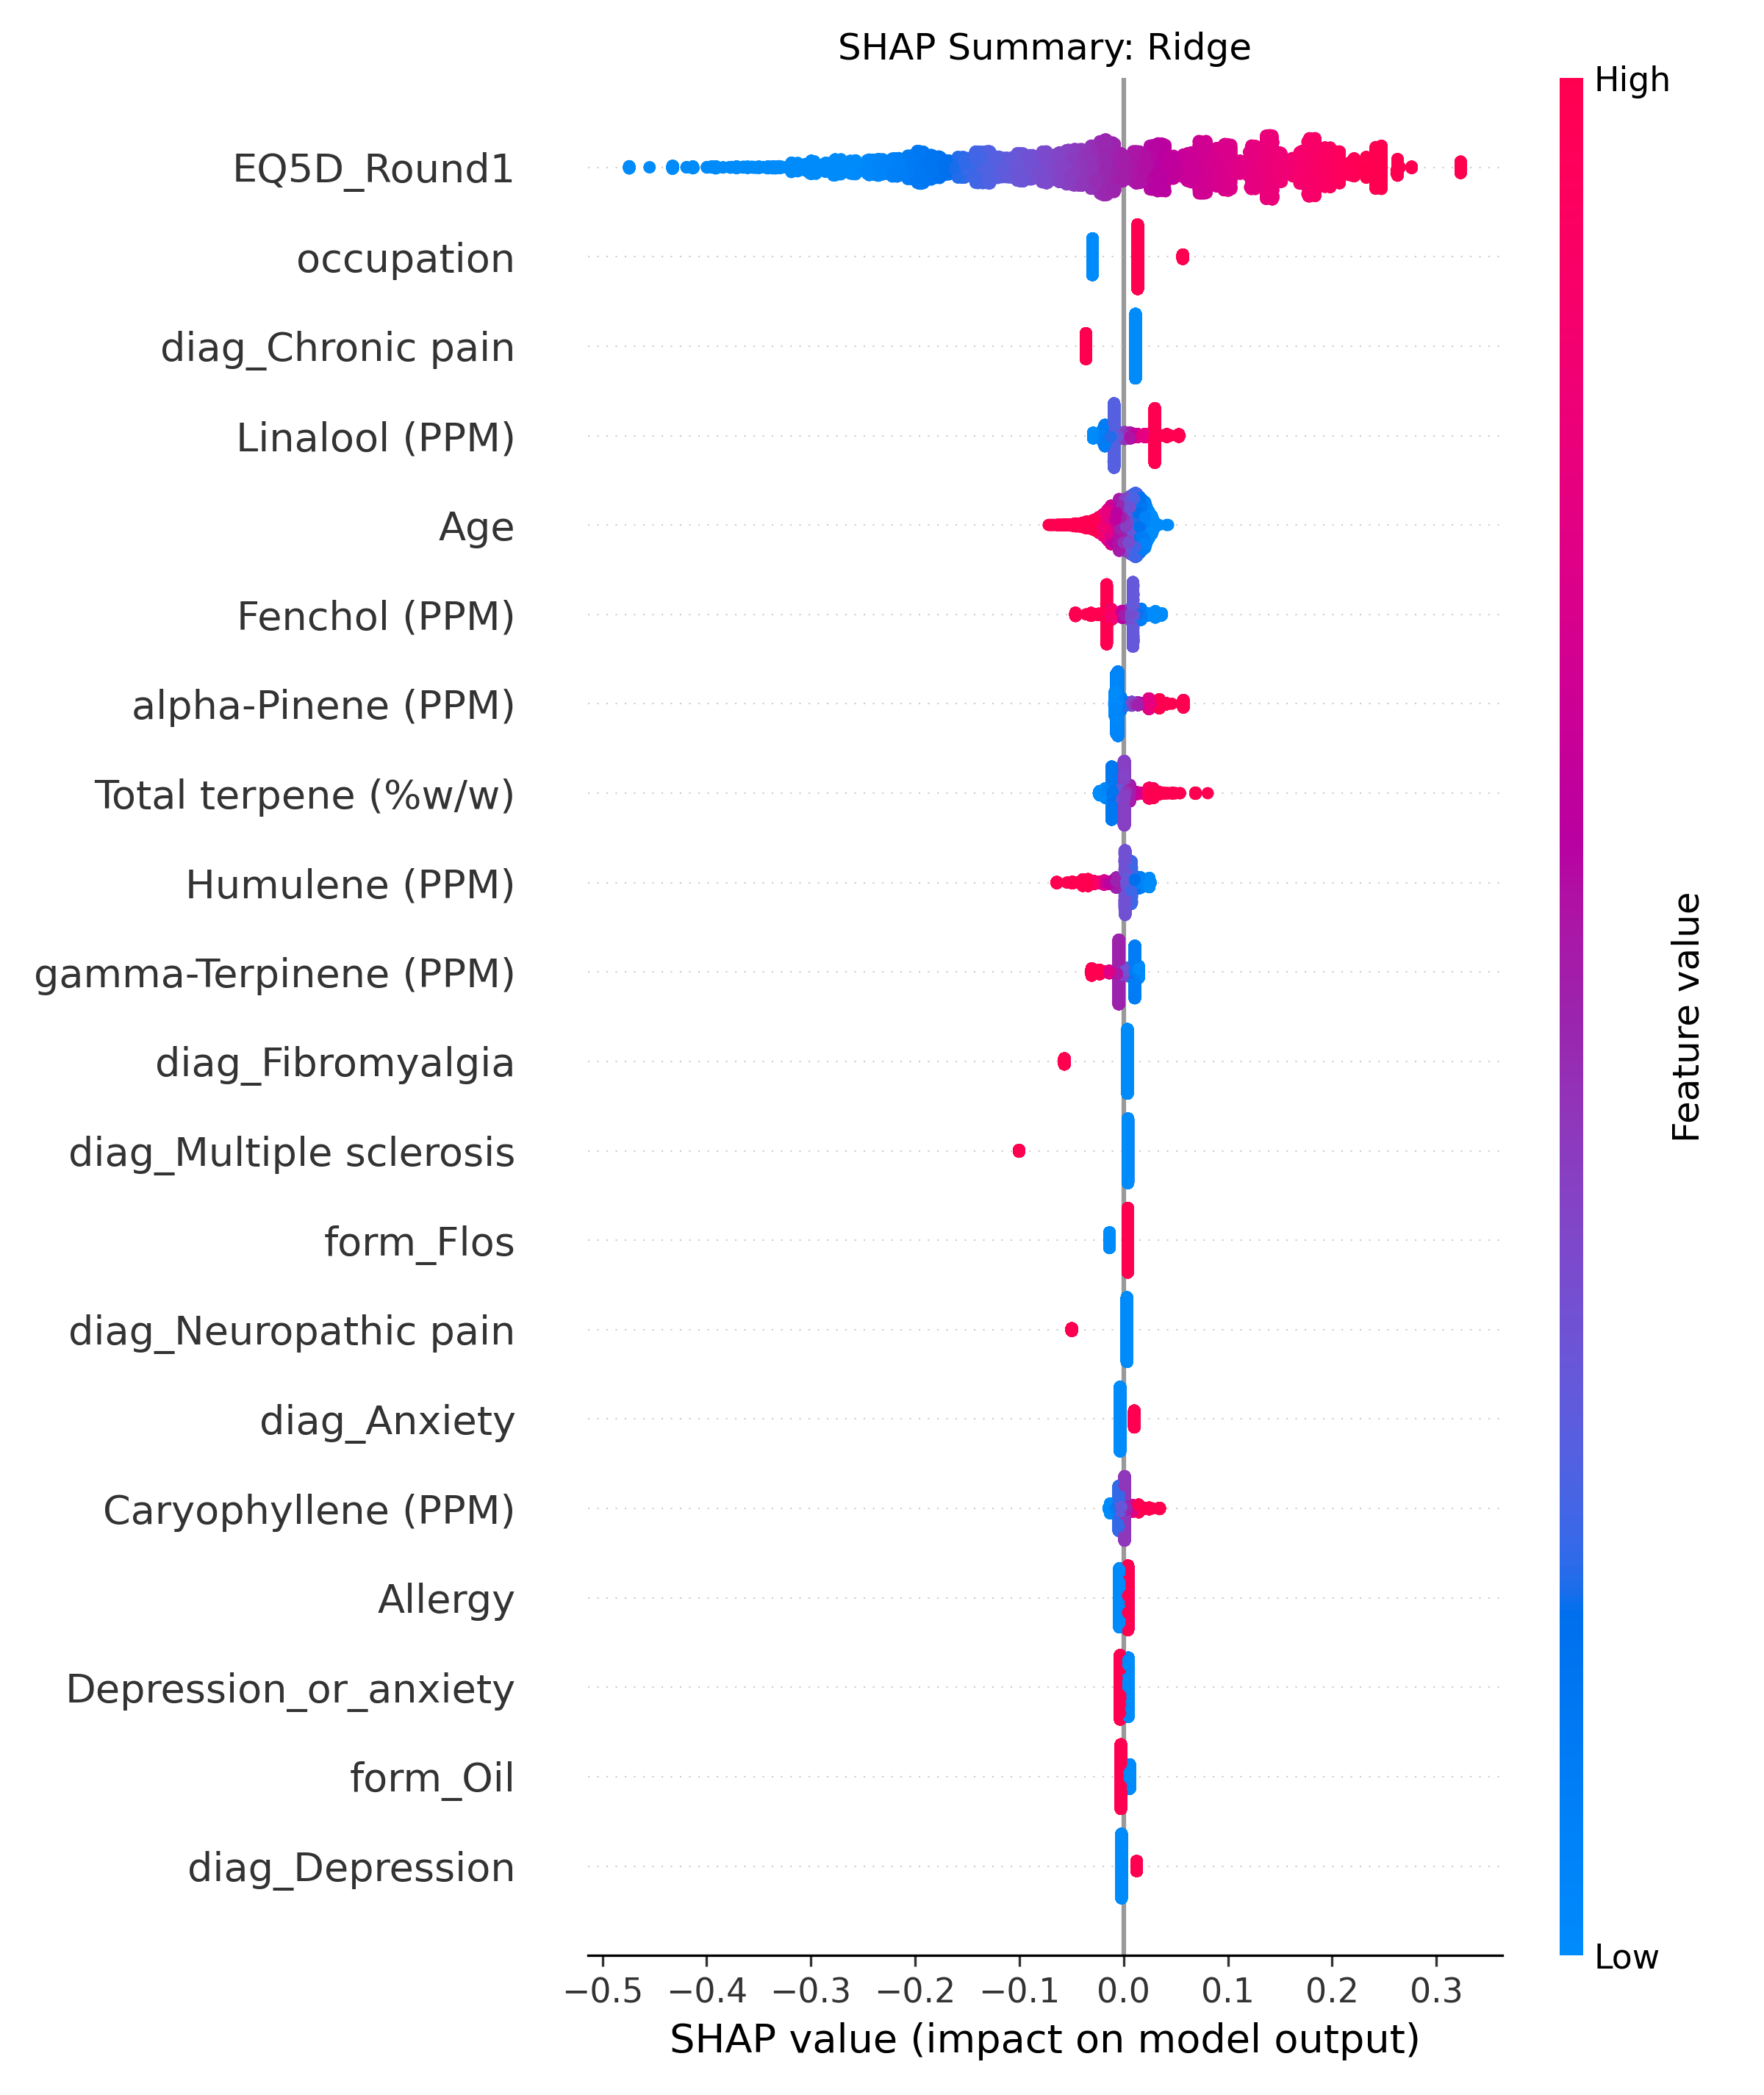 SHAP Summary: Ridge
High
EQ5D_Round1
occupation
diag_Chronic pain
Linalool (PPM)
Age
Fenchol (PPM)
alpha-Pinene (PPM)
Total terpene (%w/w)
Humulene (PPM)
gamma-Terpinene (PPM)
diag_Fibromyalgia
diag_Multiple sclerosis
form_Flos
diag_Neuropathic pain
diag_Anxiety
Caryophyllene (PPM)
Allergy
Depression_or_anxiety
form_Oil
diag_Depression
Feature value
Low
−0.5 −0.4 −0.3 −0.2 −0.1 0.0 0.1 0.2 0.3
SHAP value (impact on model output)